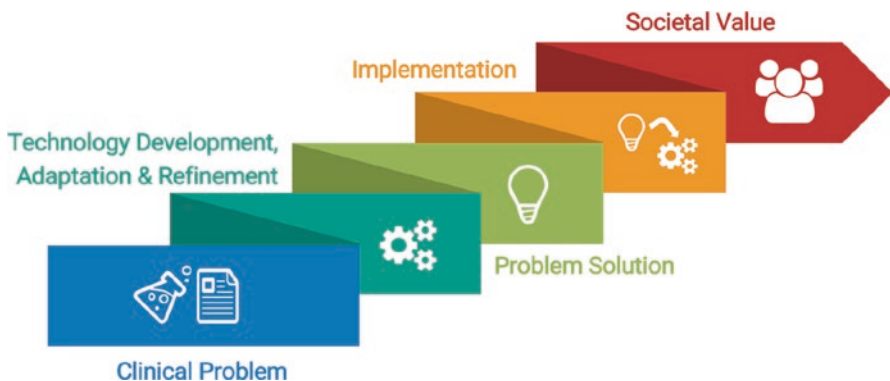 Societal Value
Implementation
Technology Development,
Adaptation & Refinement
Problem Solution
Clinical Problem